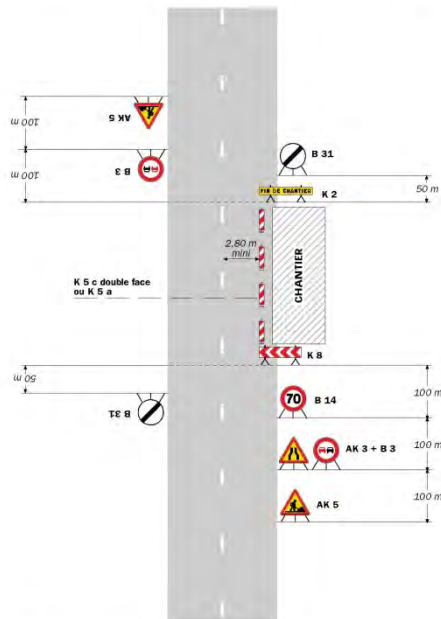 AK 5
100 m
B 3
100 m
B 31
50 m
FIN DE CHANTIER
K 2
2,80 m
mini
CHANTIER
K 5 c double face
ou K 5 a
K 8
50 m
B 31
70
B 14
100 m
AK 3 + B 3
100 m
AK 5
100 m